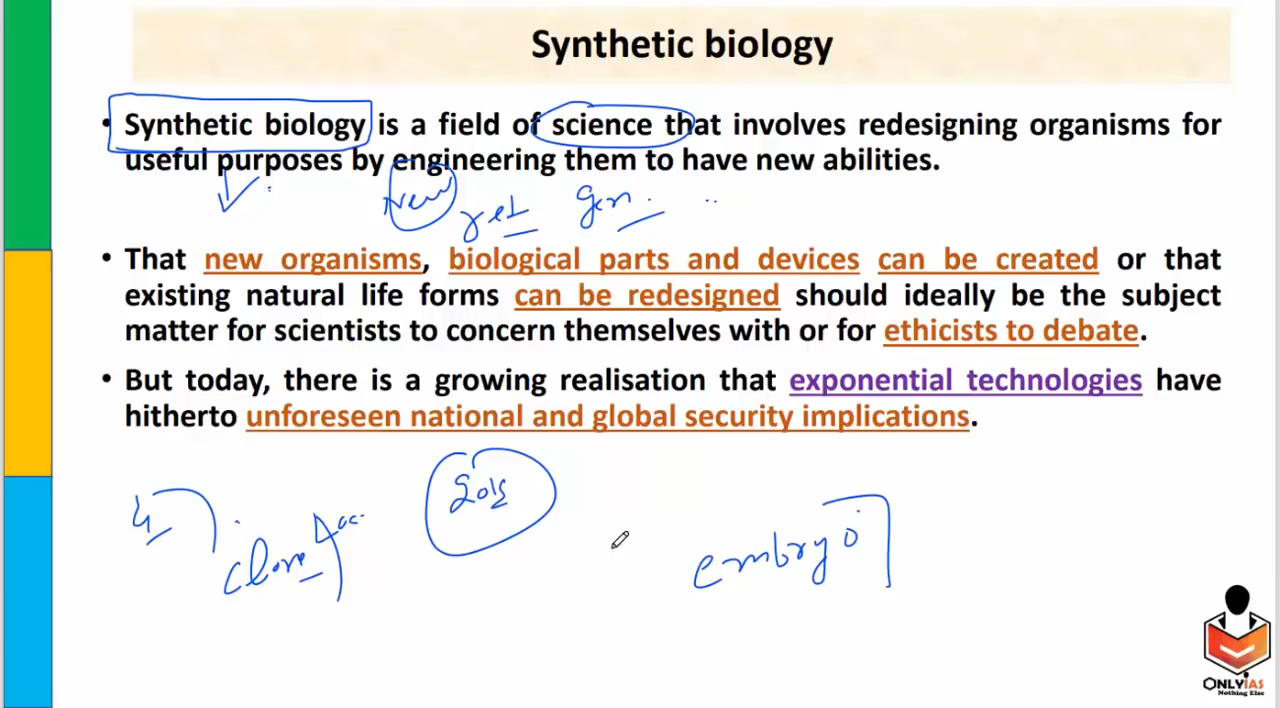 Synthetic biology
• Synthetic biology is a field of science that involves redesigning organisms for
useful purposes by engineering them to have new abilities.
new gen.
• That new organisms, biological parts and devices can be created or that
existing natural life forms can be redesigned should ideally be the subject
matter for scientists to concern themselves with or for ethicists to debate.
• But today, there is a growing realisation that exponential technologies have
hitherto unforeseen national and global security implications.
clone
embryo
ONLYIAS
Nothing Else